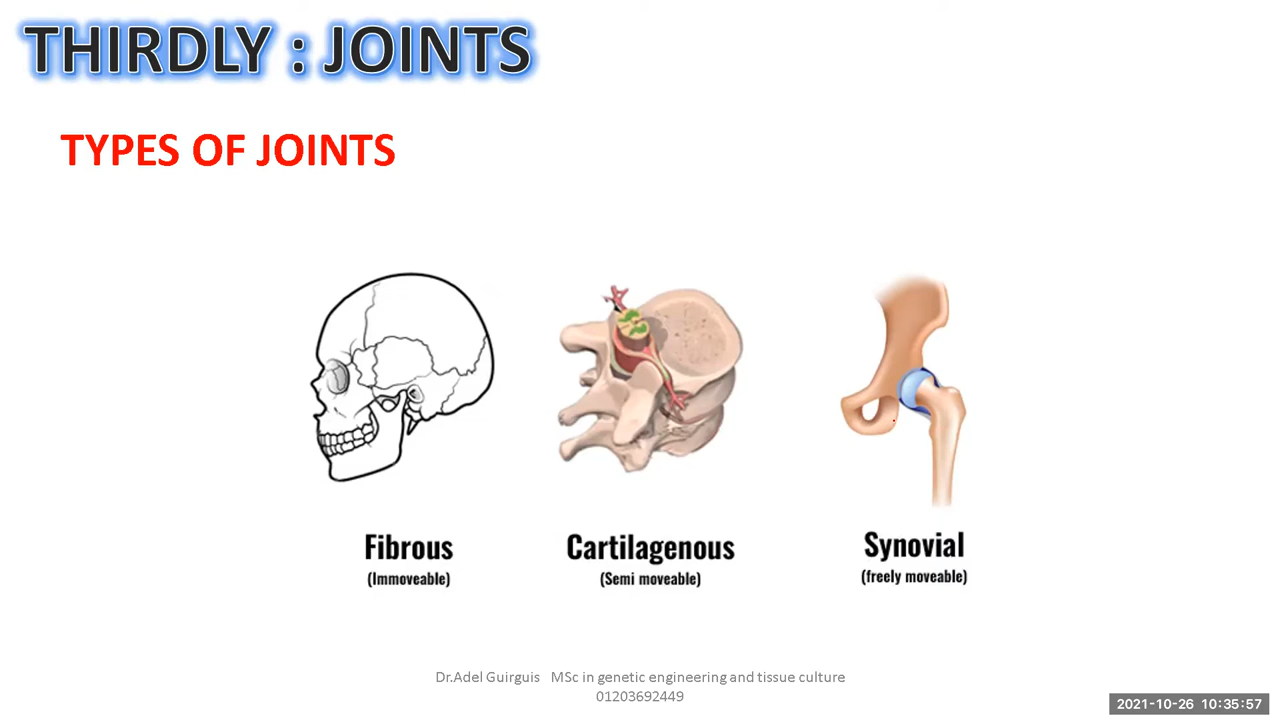 THIRDLY : JOINTS
TYPES OF JOINTS
Fibrous
(Immoveable)
Cartilagenous
(Semi moveable)
Synovial
(freely moveable)
Dr.Adel Guirguis MSc in genetic engineering and tissue culture
01203692449
2021-10-26 10:35:57